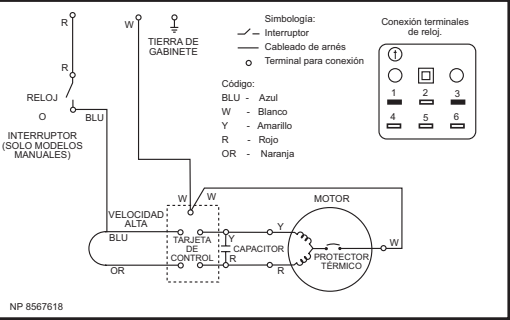 R
W
TIERRA DE
GABINETE
Simbología:
Interruptor
Cableado de arnés
Terminal para conexión
Conexión terminales
de reloj.
R
RELOJ
O
BLU
INTERRUPTOR
(SOLO MODELOS
MANUALES)
Código:
BLU - Azul
W - Blanco
Y - Amarillo
R - Rojo
OR - Naranja
1 2 3
4 5 6
W W
MOTOR
VELOCIDAD
ALTA
BLU
TARJETA
DE
CONTROL
Y
CAPACITOR
R
Y
R
PROTECTOR
TÉRMICO
W
OR
NP 8567618